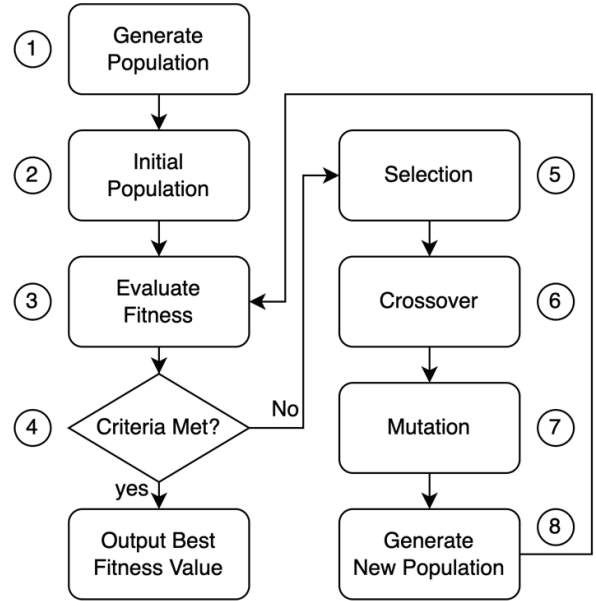 1
Generate
Population
2
Initial
Population
3
Evaluate
Fitness
4
Criteria Met?
No
yes
Output Best
Fitness Value
Selection
5
Crossover
6
Mutation
7
Generate
New Population
8